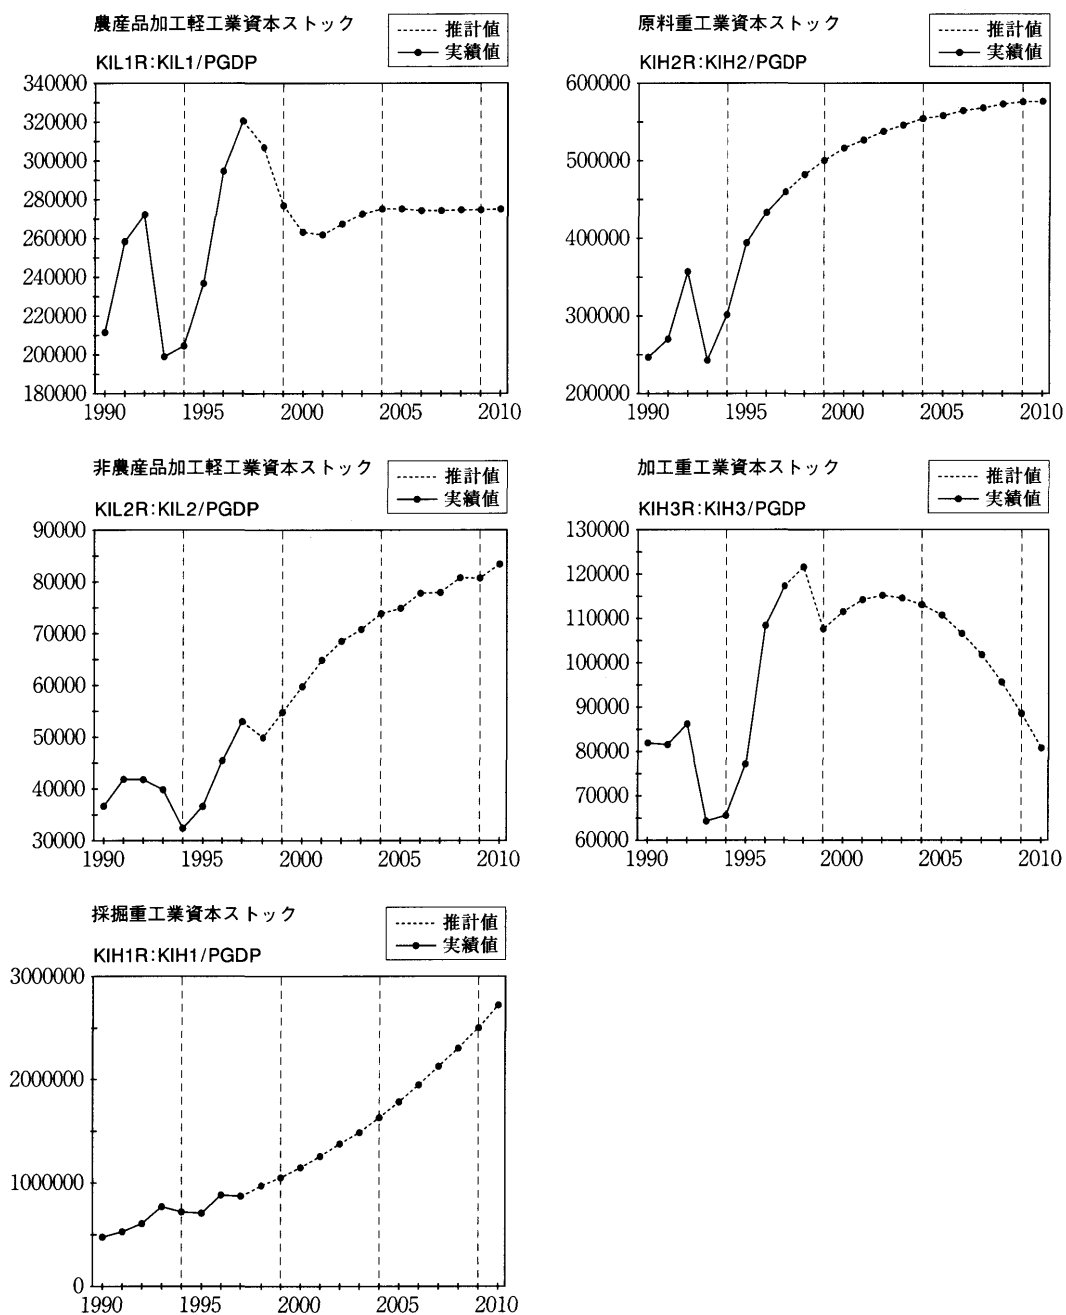 農産品加工軽工業資本ストック
KIL1R:KIL1/PGDP
推計値
実績値
340000
320000
300000
280000
260000
240000
220000
200000
180000
1990 1995 2000 2005 2010
原料重工業資本ストック
KIH2R:KIH2/PGDP
推計値
実績値
600000
500000
400000
300000
200000
1990 1995 2000 2005 2010
非農産品加工軽工業資本ストック
KIL2R:KIL2/PGDP
推計値
実績値
90000
80000
70000
60000
50000
40000
30000
1990 1995 2000 2005 2010
加工重工業資本ストック
KIH3R:KIH3/PGDP
推計値
実績値
130000
120000
110000
100000
90000
80000
70000
60000
1990 1995 2000 2005 2010
採掘重工業資本ストック
KIH1R:KIH1/PGDP
推計値
実績値
3000000
2000000
1000000
0
1990 1995 2000 2005 2010